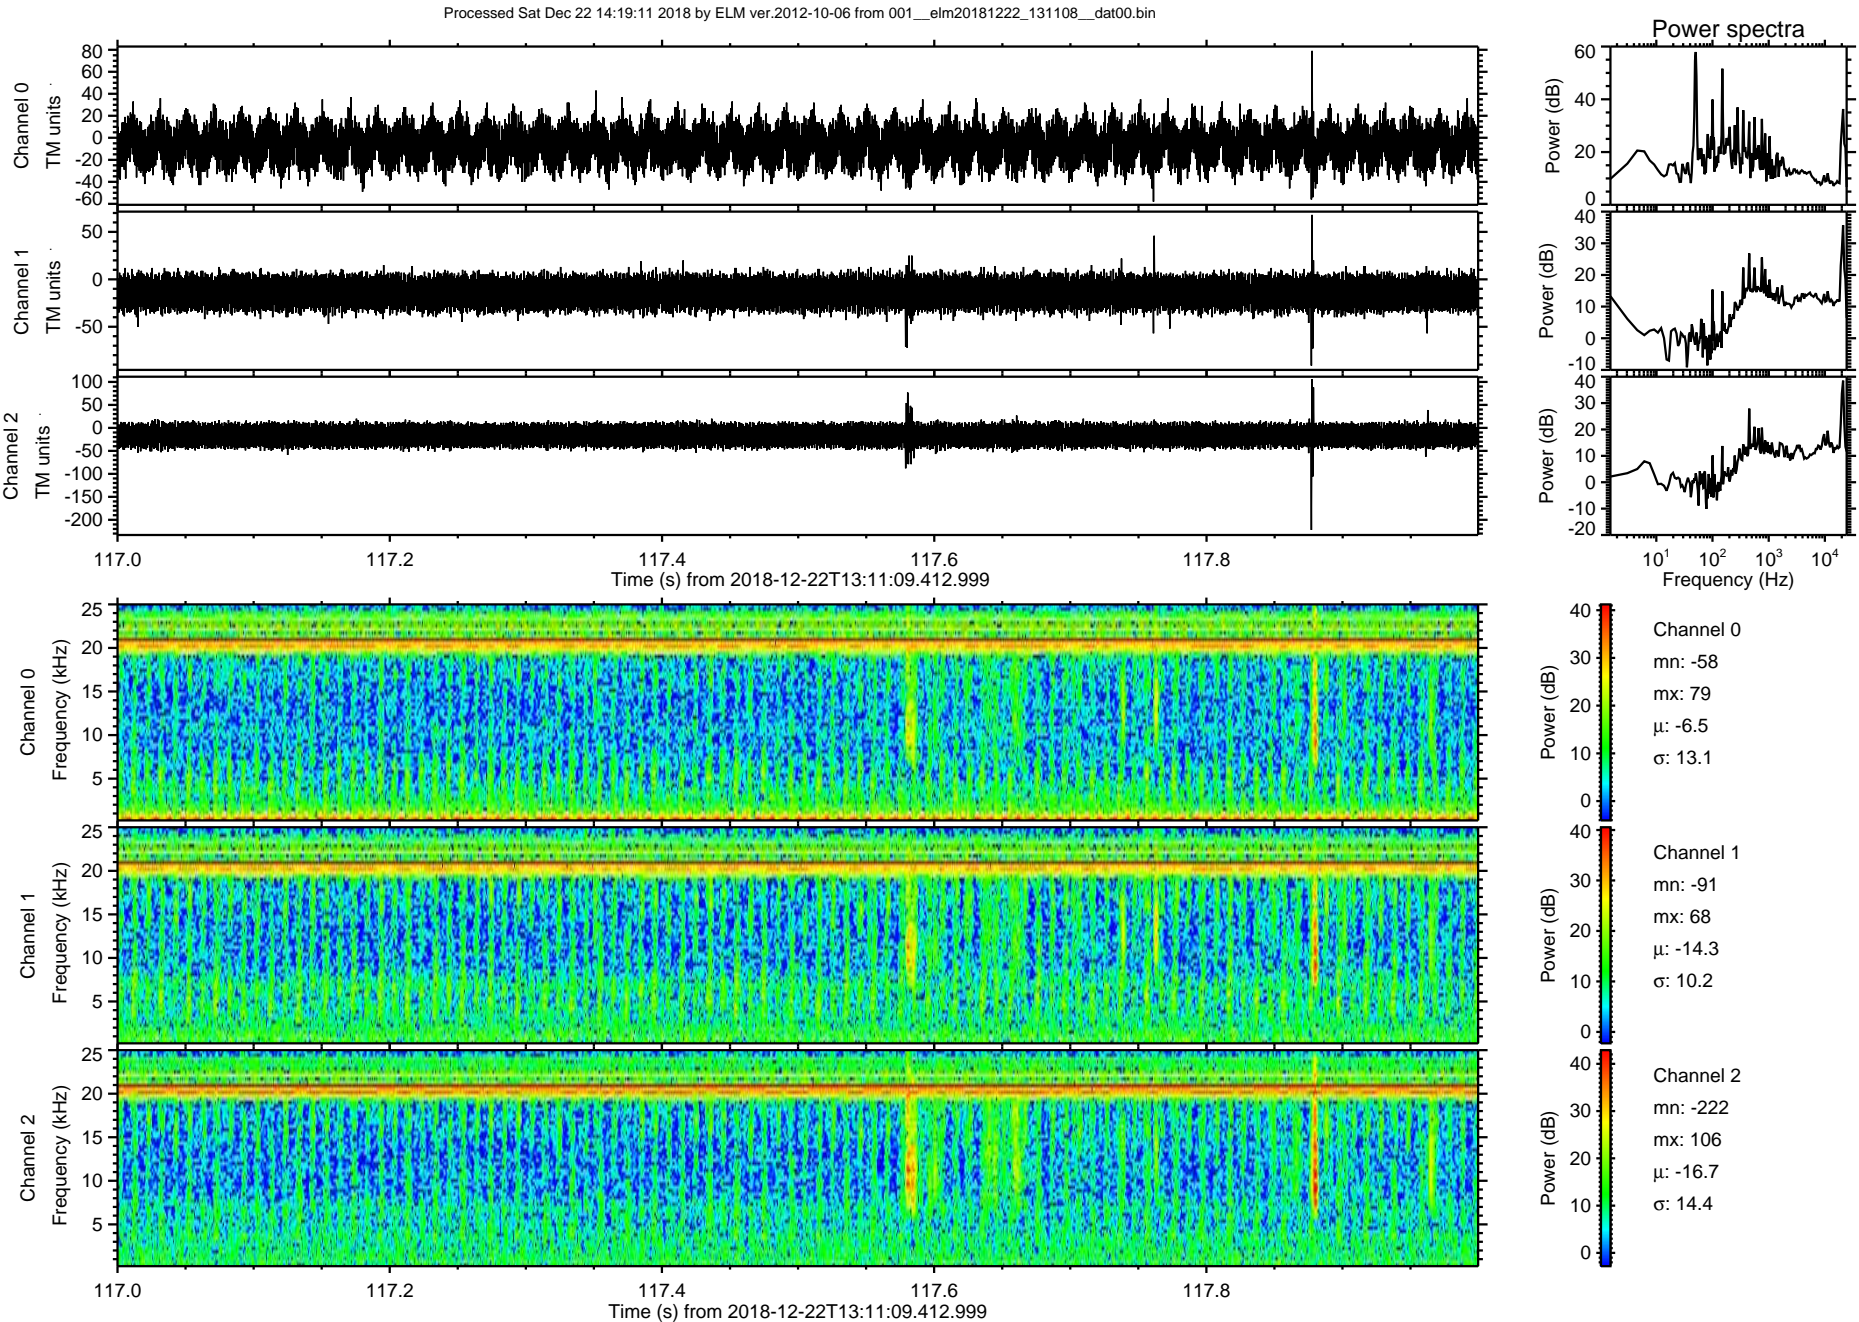 Processed Sat Dec 22 14:19:11 2018 by ELM ver.2012-10-06 from 001__elm20181222_131108__dat00.bin
Power spectra
Channel 0
TM units
80
60
40
20
0
-20
-40
-60
Power (dB)
60
40
20
0
Channel 1
TM units
50
0
-50
Power (dB)
40
30
20
10
0
-10
Channel 2
TM units
100
50
0
-50
-100
-150
-200
Power (dB)
40
30
20
10
0
-10
-20
117.0 117.2 117.4 117.6 117.8
Time (s) from 2018-12-22T13:11:09.412.999
10^1 10^2 10^3 10^4
Frequency (Hz)
Channel 0
Frequency (kHz)
25
20
15
10
5
Power (dB)
40
30
20
10
0
Channel 0
mn: -58
mx: 79
μ: -6.5
σ: 13.1
Channel 1
Frequency (kHz)
25
20
15
10
5
Power (dB)
40
30
20
10
0
Channel 1
mn: -91
mx: 68
μ: -14.3
σ: 10.2
Channel 2
Frequency (kHz)
25
20
15
10
5
Power (dB)
40
30
20
10
0
Channel 2
mn: -222
mx: 106
μ: -16.7
σ: 14.4
117.0 117.2 117.4 117.6 117.8
Time (s) from 2018-12-22T13:11:09.412.999